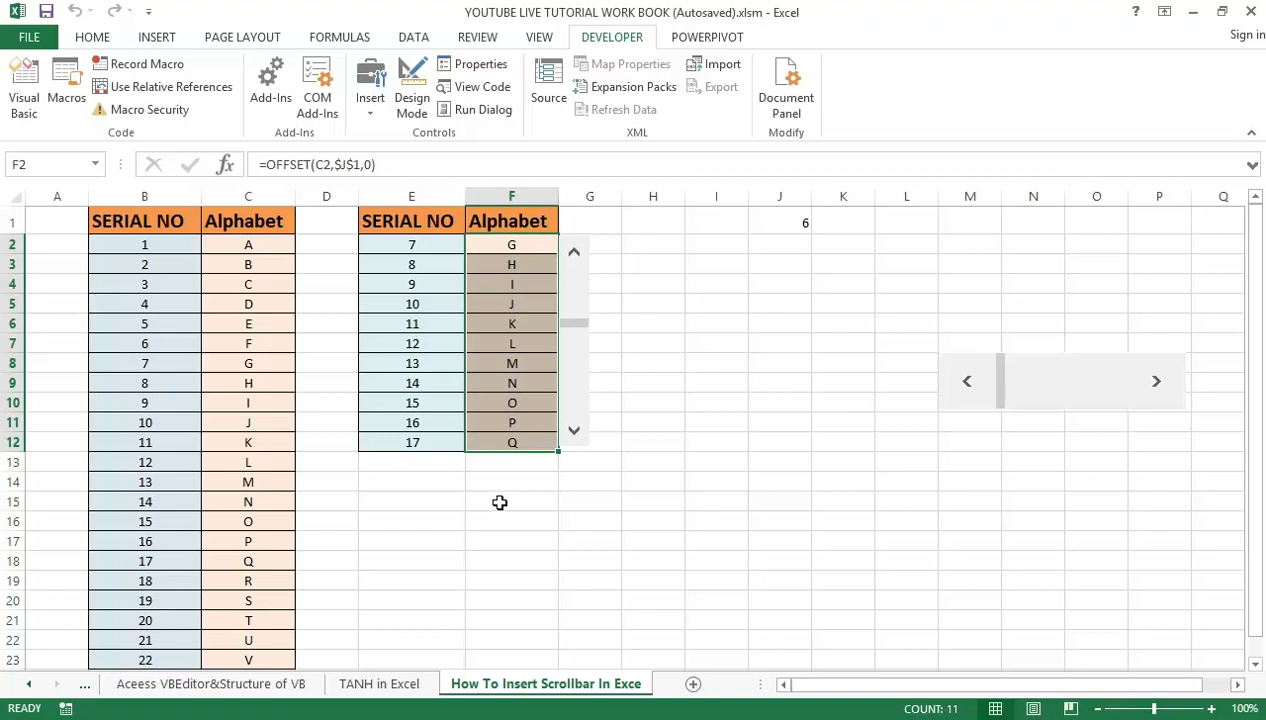 YOUTUBE LIVE TUTORIAL WORK BOOK (Autosaved).xlsm - Excel
FILE HOME INSERT PAGE LAYOUT FORMULAS DATA REVIEW VIEW DEVELOPER POWERPIVOT Sign in
Visual Basic Macros Record Macro Use Relative References Macro Security
Add-Ins COM Add-Ins
Insert Design Mode Properties View Code Run Dialog
Source Map Properties Expansion Packs Refresh Data Import Export
Document Panel
Code Add-Ins Controls XML Modify
F2 fx =OFFSET(C2,$J$1,0)
A B C D E F G H I J K L M N O P Q
1 SERIAL NO Alphabet SERIAL NO Alphabet 6
2 1 A 7 G
3 2 B 8 H
4 3 C 9 I
5 4 D 10 J
6 5 E 11 K
7 6 F 12 L
8 7 G 13 M
9 8 H 14 N
10 9 I 15 O
11 10 J 16 P
12 11 K 17 Q
13 12 L
14 13 M
15 14 N
16 15 O
17 16 P
18 17 Q
19 18 R
20 19 S
21 20 T
22 21 U
23 22 V
... Aceess VBEditor&Structure of VB TANH in Excel How To Insert Scrollbar In Exce
READY COUNT: 11 100%